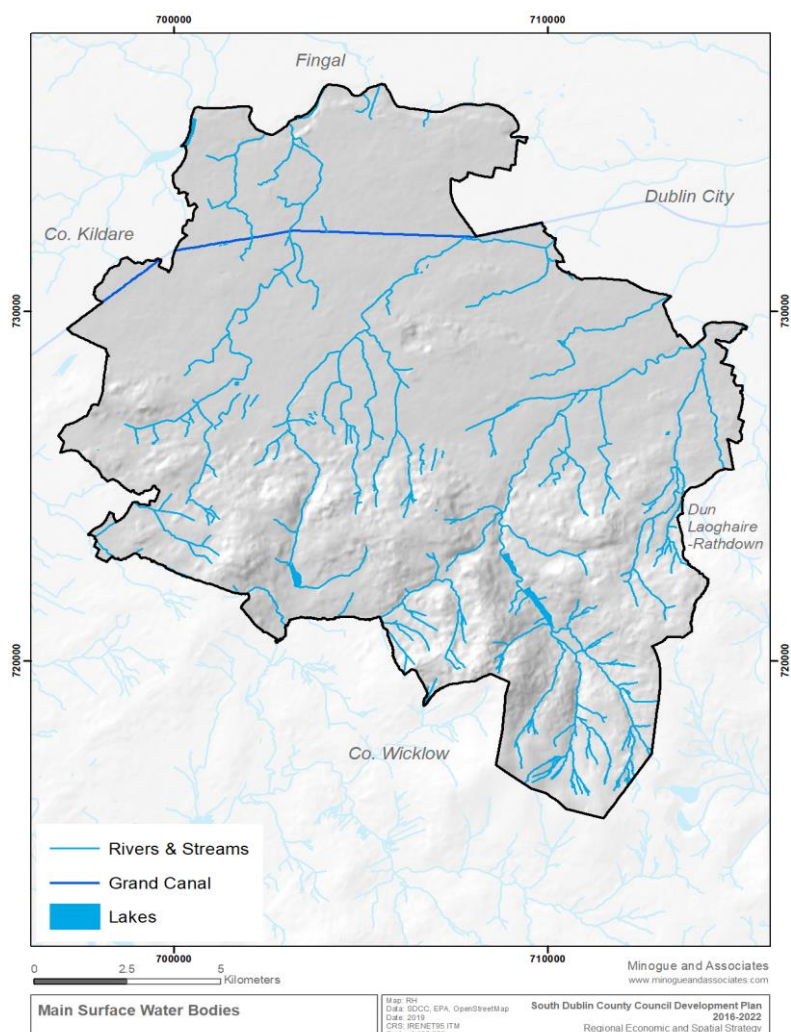 700000
710000
Fingal
Dublin City
Co. Kildare
730000
730000
Dun
Laoghaire
-Rathdown
720000
720000
Co. Wicklow
Rivers & Streams
Grand Canal
Lakes
700000
710000
0 2.5 5
Kilometers
Minogue and Associates
www.minogueandassociates.com
Main Surface Water Bodies
Map: RH
Data: SDCC, EPA, OpenStreetMap
Date: 2019
CRS: IRENET95 ITM
South Dublin County Council Development Plan
2016-2022
Regional Economic and Spatial Strategy